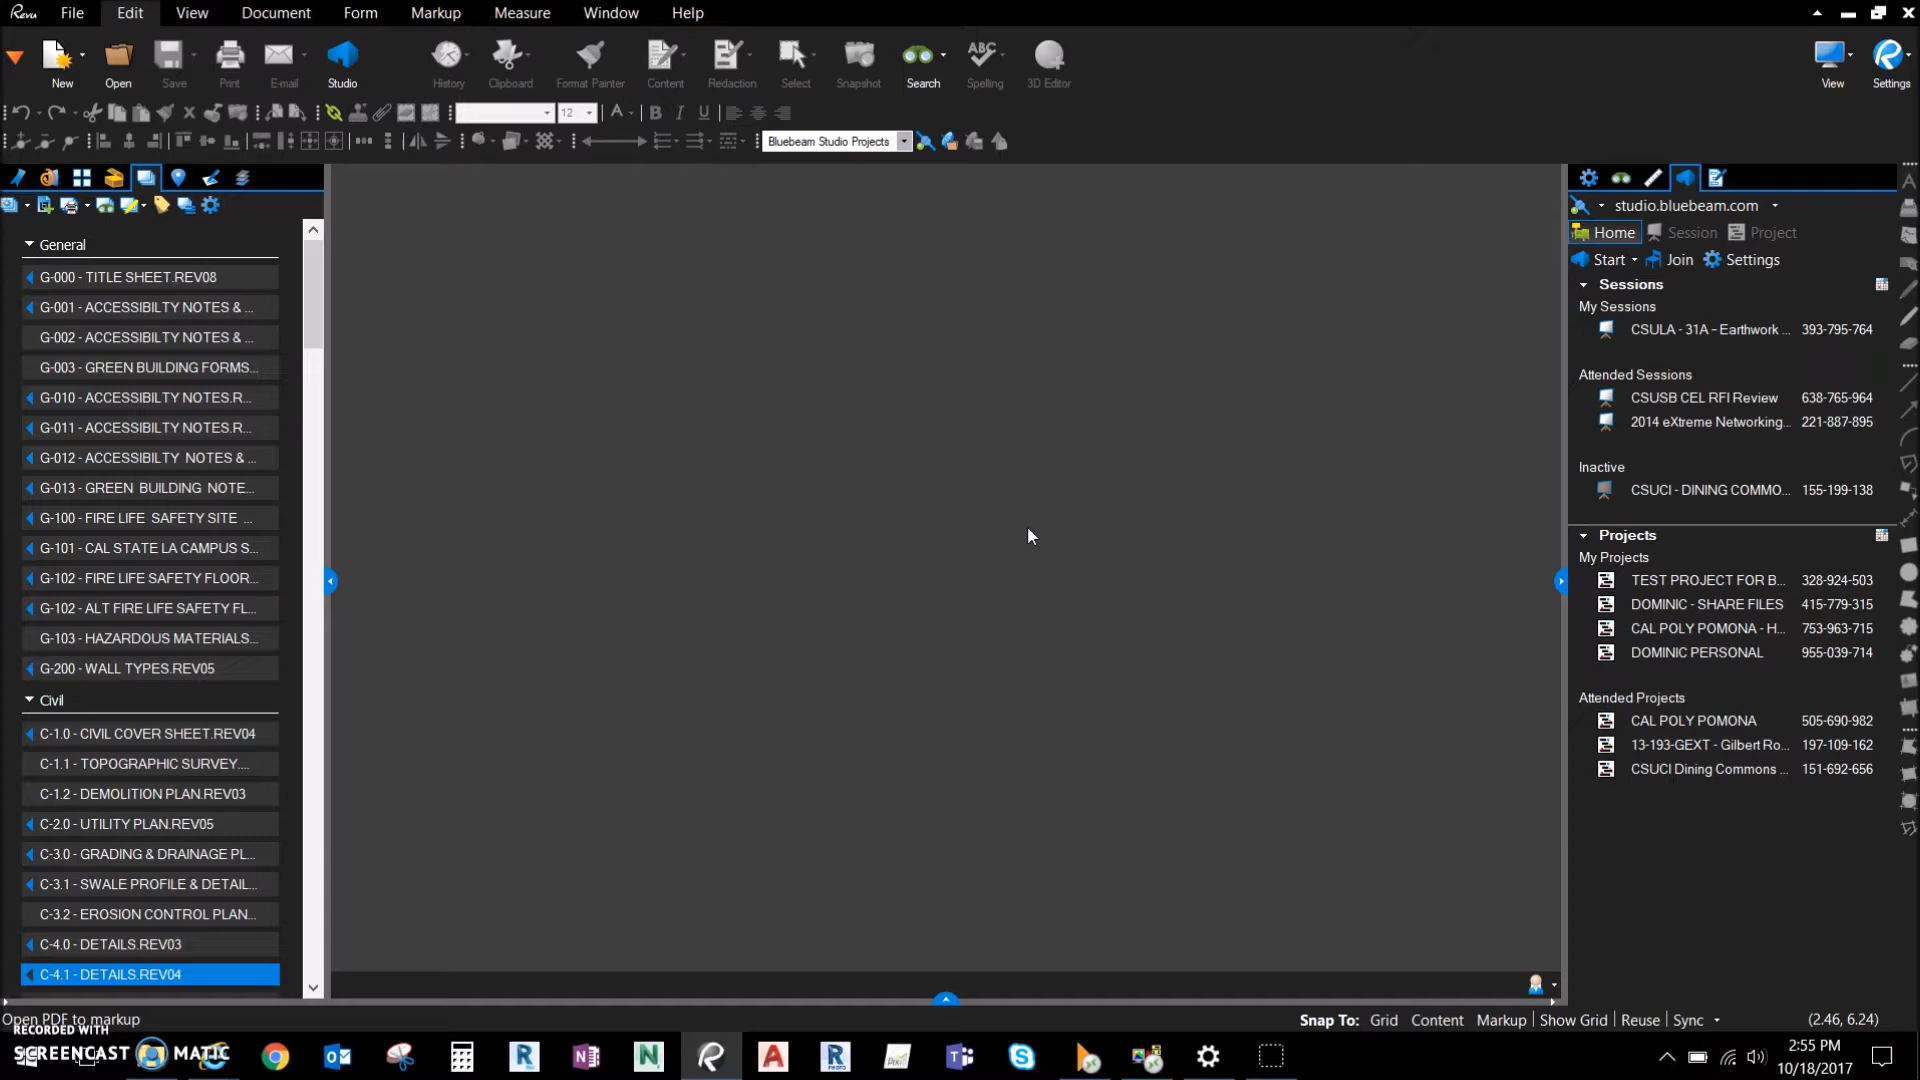 Revu File Edit View Document Form Markup Measure Window Help
New Open Save Print E-mail Studio History Clipboard Format Painter Content Redaction Select Snapshot Search Spelling 3D Editor View Settings
ABC
12 A B I U
Bluebeam Studio Projects
General
G-000 - TITLE SHEET.REV08
G-001 - ACCESSIBILTY NOTES & ...
G-002 - ACCESSIBILTY NOTES & ...
G-003 - GREEN BUILDING FORMS...
G-010 - ACCESSIBILTY NOTES.R...
G-011 - ACCESSIBILTY NOTES.R...
G-012 - ACCESSIBILTY NOTES & ...
G-013 - GREEN BUILDING NOTE...
G-100 - FIRE LIFE SAFETY SITE ...
G-101 - CAL STATE LA CAMPUS S...
G-102 - FIRE LIFE SAFETY FLOOR...
G-102 - ALT FIRE LIFE SAFETY FL...
G-103 - HAZARDOUS MATERIALS...
G-200 - WALL TYPES.REV05
Civil
C-1.0 - CIVIL COVER SHEET.REV04
C-1.1 - TOPOGRAPHIC SURVEY....
C-1.2 - DEMOLITION PLAN.REV03
C-2.0 - UTILITY PLAN.REV05
C-3.0 - GRADING & DRAINAGE PL...
C-3.1 - SWALE PROFILE & DETAIL...
C-3.2 - EROSION CONTROL PLAN...
C-4.0 - DETAILS.REV03
C-4.1 - DETAILS.REV04
studio.bluebeam.com
Home Session Project
Start Join Settings
Sessions
My Sessions
CSULA - 31A – Earthwork ... 393-795-764
Attended Sessions
CSUSB CEL RFI Review 638-765-964
2014 eXtreme Networking... 221-887-895
Inactive
CSUCI - DINING COMMO... 155-199-138
Projects
My Projects
TEST PROJECT FOR B... 328-924-503
DOMINIC - SHARE FILES 415-779-315
CAL POLY POMONA - H... 753-963-715
DOMINIC PERSONAL 955-039-714
Attended Projects
CAL POLY POMONA 505-690-982
13-193-GEXT - Gilbert Ro... 197-109-162
CSUCI Dining Commons ... 151-692-656
Open PDF to markup
Snap To: Grid Content Markup Show Grid Reuse Sync (2.46, 6.24)
RECORDED WITH
SCREENCAST MATIC
2:55 PM
10/18/2017